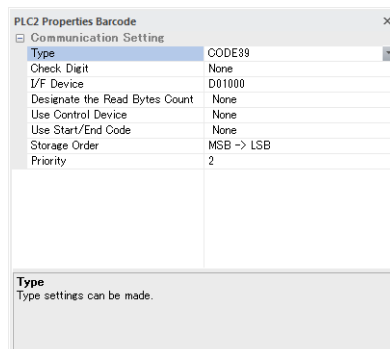 PLC2 Properties Barcode
Communication Setting
Type CODE39
Check Digit None
I/F Device D01000
Designate the Read Bytes Count None
Use Control Device None
Use Start/End Code None
Storage Order MSB -> LSB
Priority 2
Type
Type settings can be made.